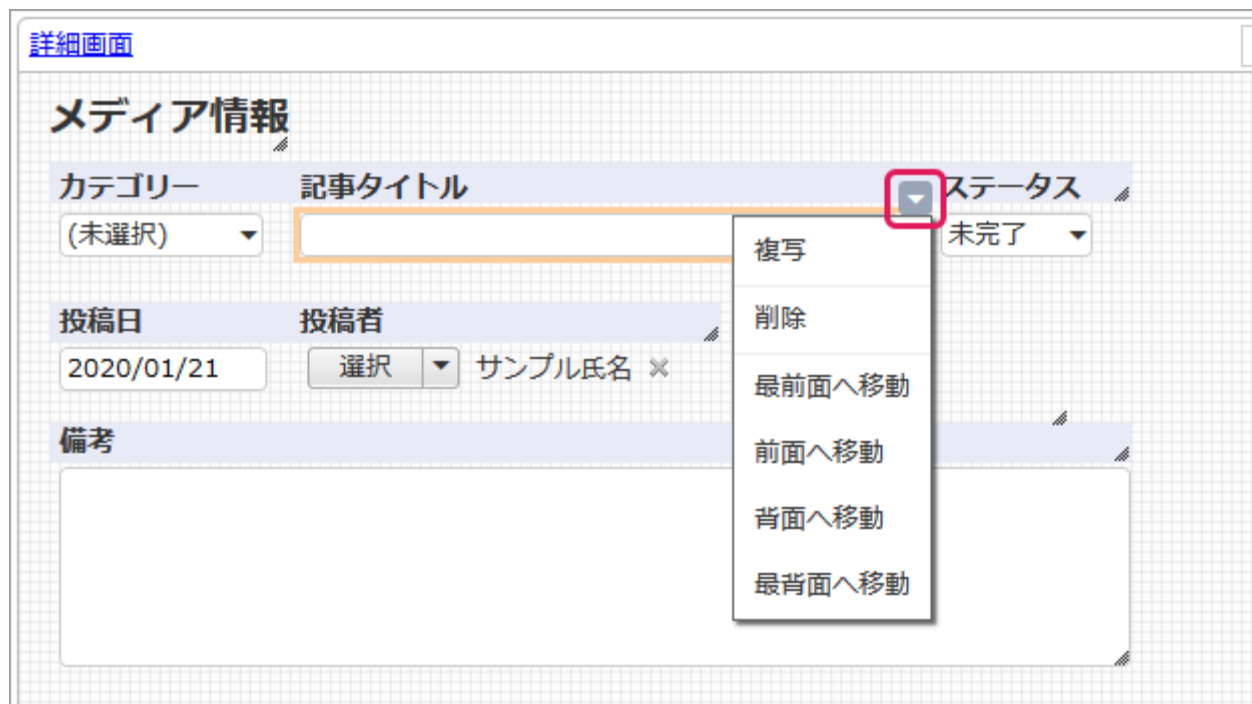 詳細画面
メディア情報
カテゴリー 記事タイトル ステータス
(未選択) 未完了
複写
削除
投稿日 投稿者
2020/01/21 選択 サンプル氏名
最前面へ移動
備考
前面へ移動
背面へ移動
最背面へ移動